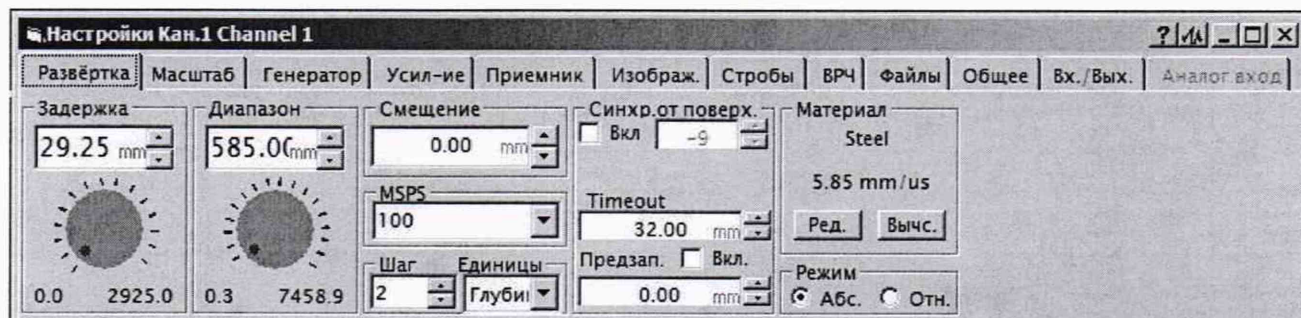 Настройки Кан.1 Channel 1
Развёртка Масштаб Генератор Усил-ие Приемник Изображ. Стробы ВРЧ Файлы Общее Вх./Вых. Аналог вход
Задержка Диапазон Смещение Синхр.от поверх. Материал
29.25 mm 585.00 mm 0.00 mm Вкл -9 Steel
5.85 mm/us
MSPS Timeout
100 32.00 mm Ред. Вычс.
Шаг Единицы Предзап. Вкл. Режим
0.0 2925.0 0.3 7458.9 2 Глуби 0.00 mm Абс. Отн.